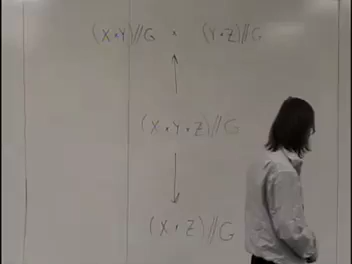 (X × Y)//G × (Y × Z)//G
(X × Y × Z)//G
(X × Z)//G